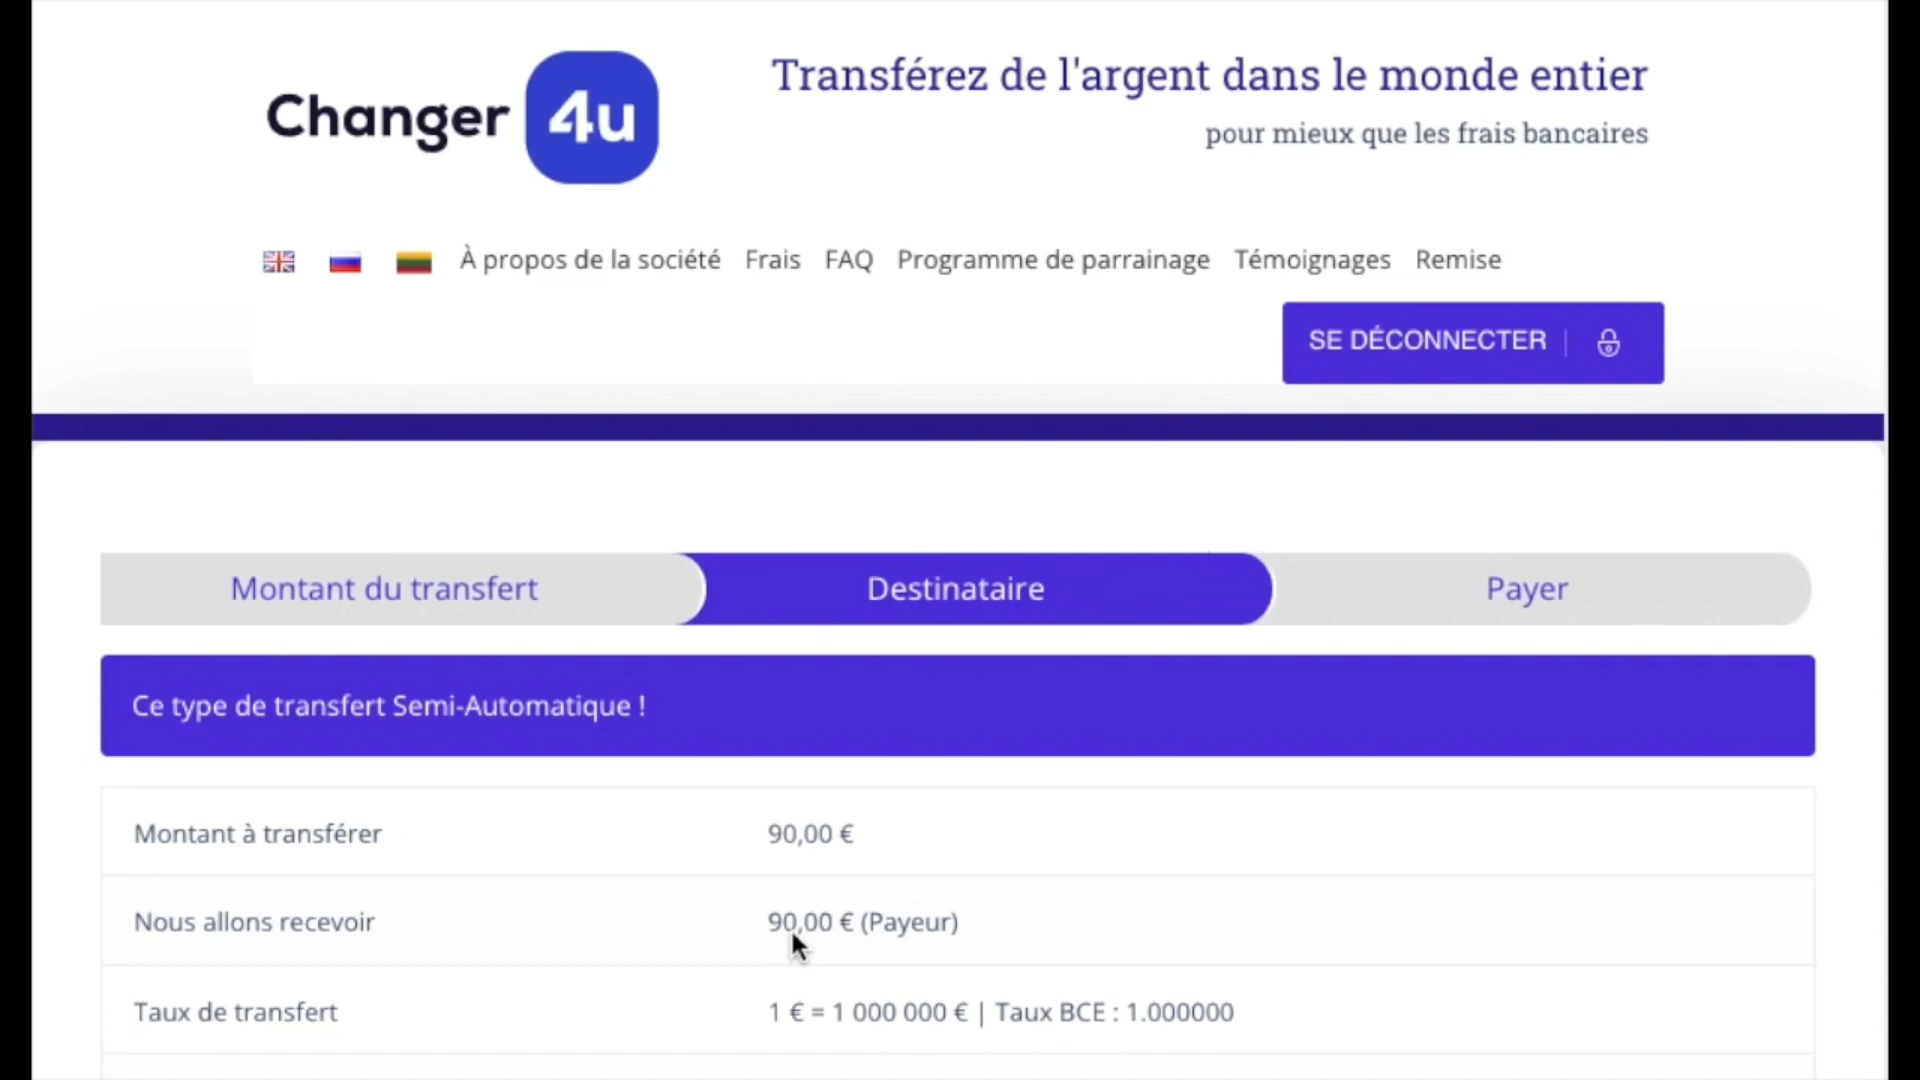 Changer 4u
Transférez de l'argent dans le monde entier
pour mieux que les frais bancaires
À propos de la société Frais FAQ Programme de parrainage Témoignages Remise
SE DÉCONNECTER
Montant du transfert Destinataire Payer
Ce type de transfert Semi-Automatique !
Montant à transférer 90,00 €
Nous allons recevoir 90,00 € (Payeur)
Taux de transfert 1 € = 1 000 000 € | Taux BCE : 1.000000